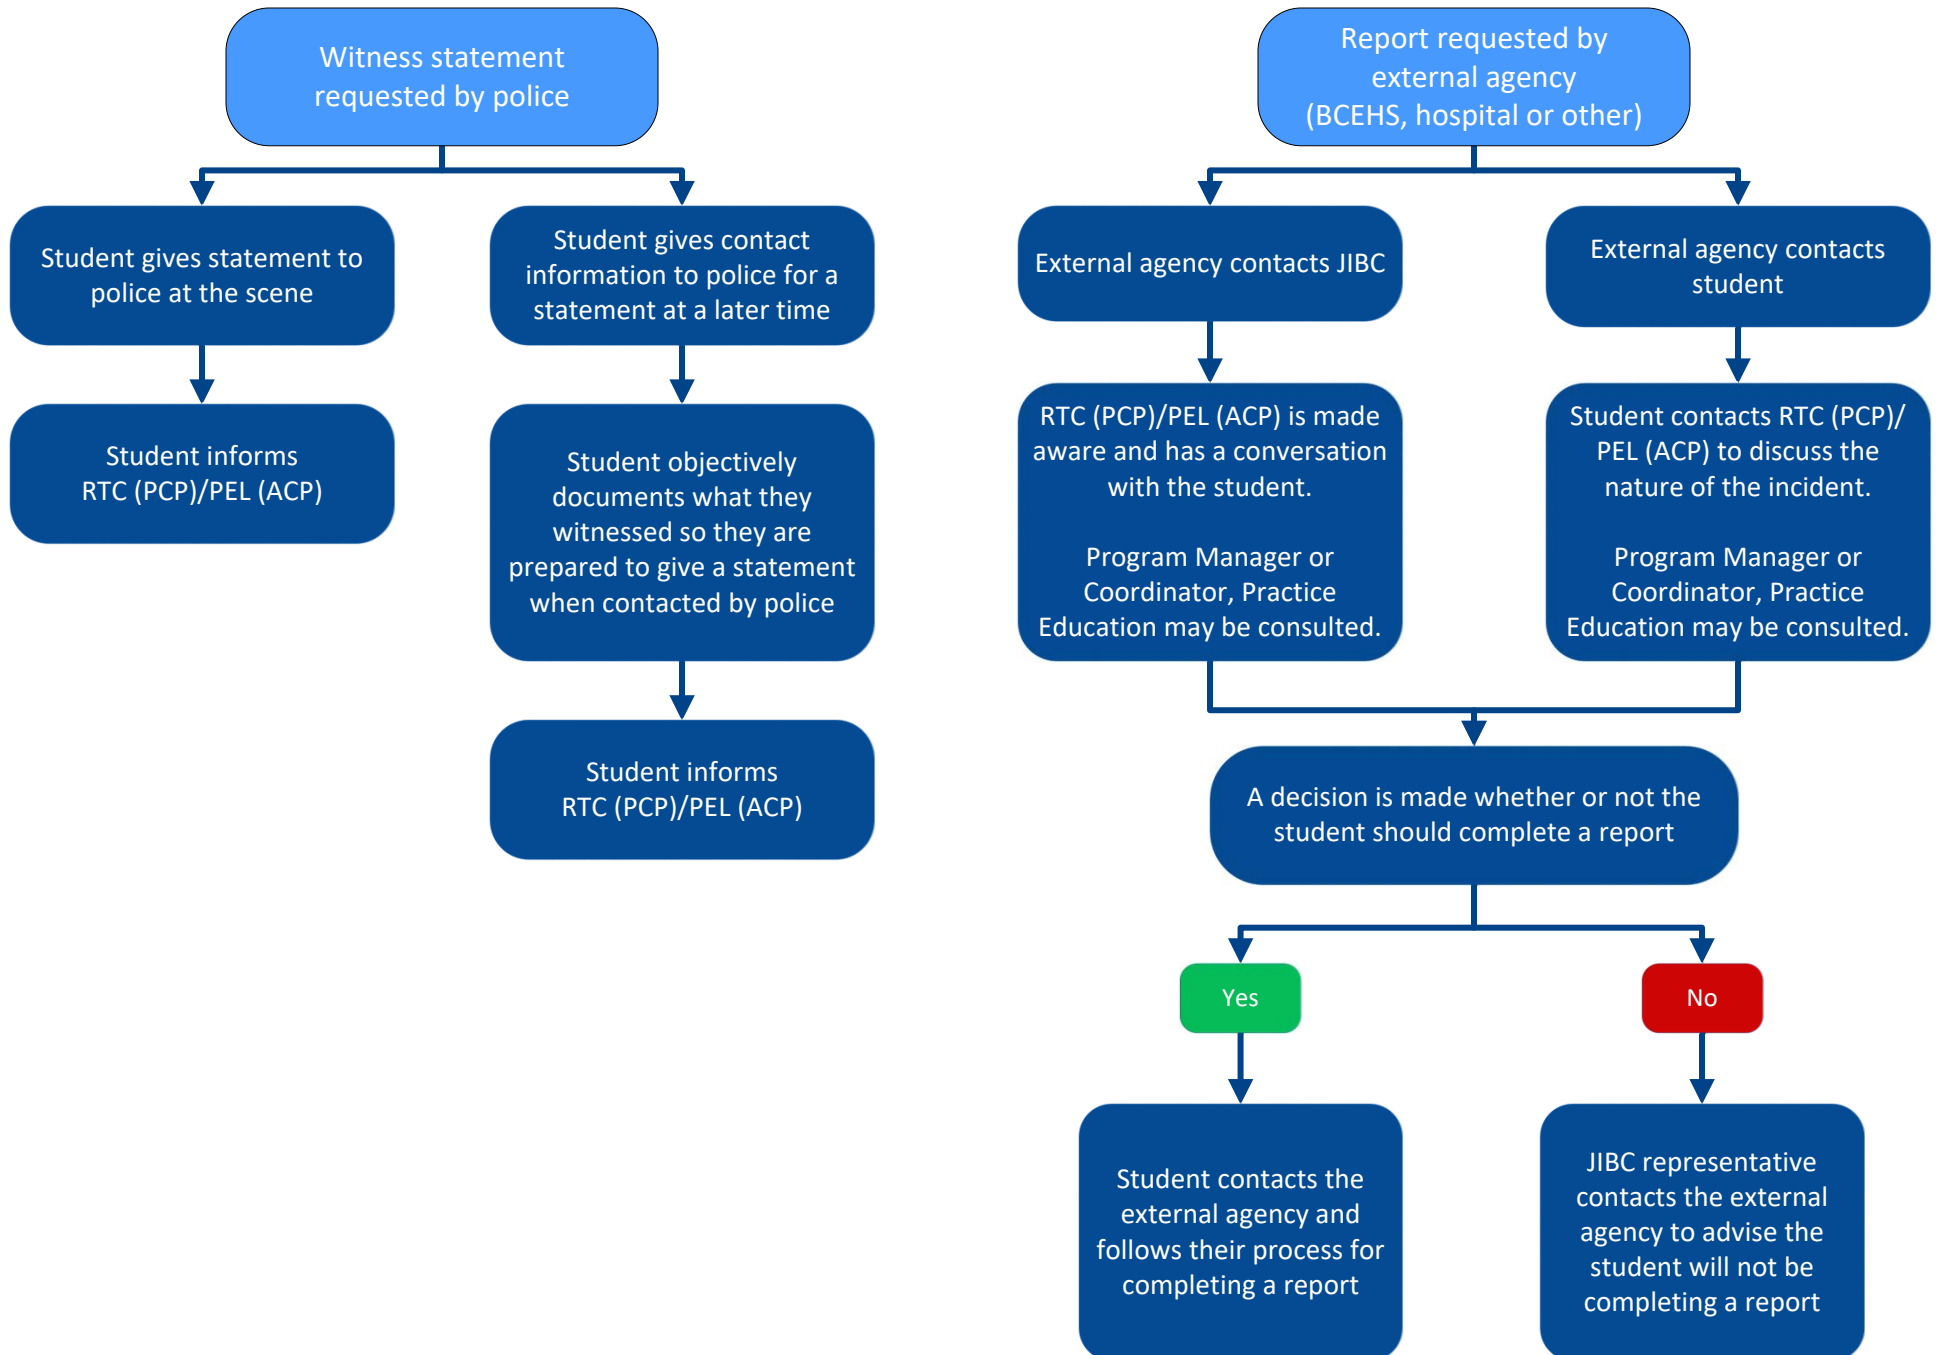 Witness statement
requested by police
Student gives statement to
police at the scene
Student informs
RTC (PCP)/PEL (ACP)
Student gives contact
information to police for a
statement at a later time
Student objectively
documents what they
witnessed so they are
prepared to give a statement
when contacted by police
Student informs
RTC (PCP)/PEL (ACP)
Report requested by
external agency
(BCEHS, hospital or other)
External agency contacts JIBC
RTC (PCP)/PEL (ACP) is made
aware and has a conversation
with the student.
Program Manager or
Coordinator, Practice
Education may be consulted.
External agency contacts
student
Student contacts RTC (PCP)/
PEL (ACP) to discuss the
nature of the incident.
Program Manager or
Coordinator, Practice
Education may be consulted.
A decision is made whether or not the
student should complete a report
Yes
Student contacts the
external agency and
follows their process for
completing a report
No
JIBC representative
contacts the external
agency to advise the
student will not be
completing a report